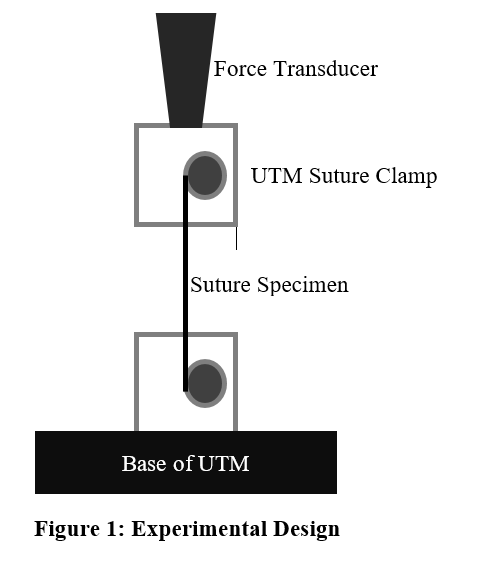 Force Transducer
UTM Suture Clamp
Suture Specimen
Base of UTM
Figure 1: Experimental Design